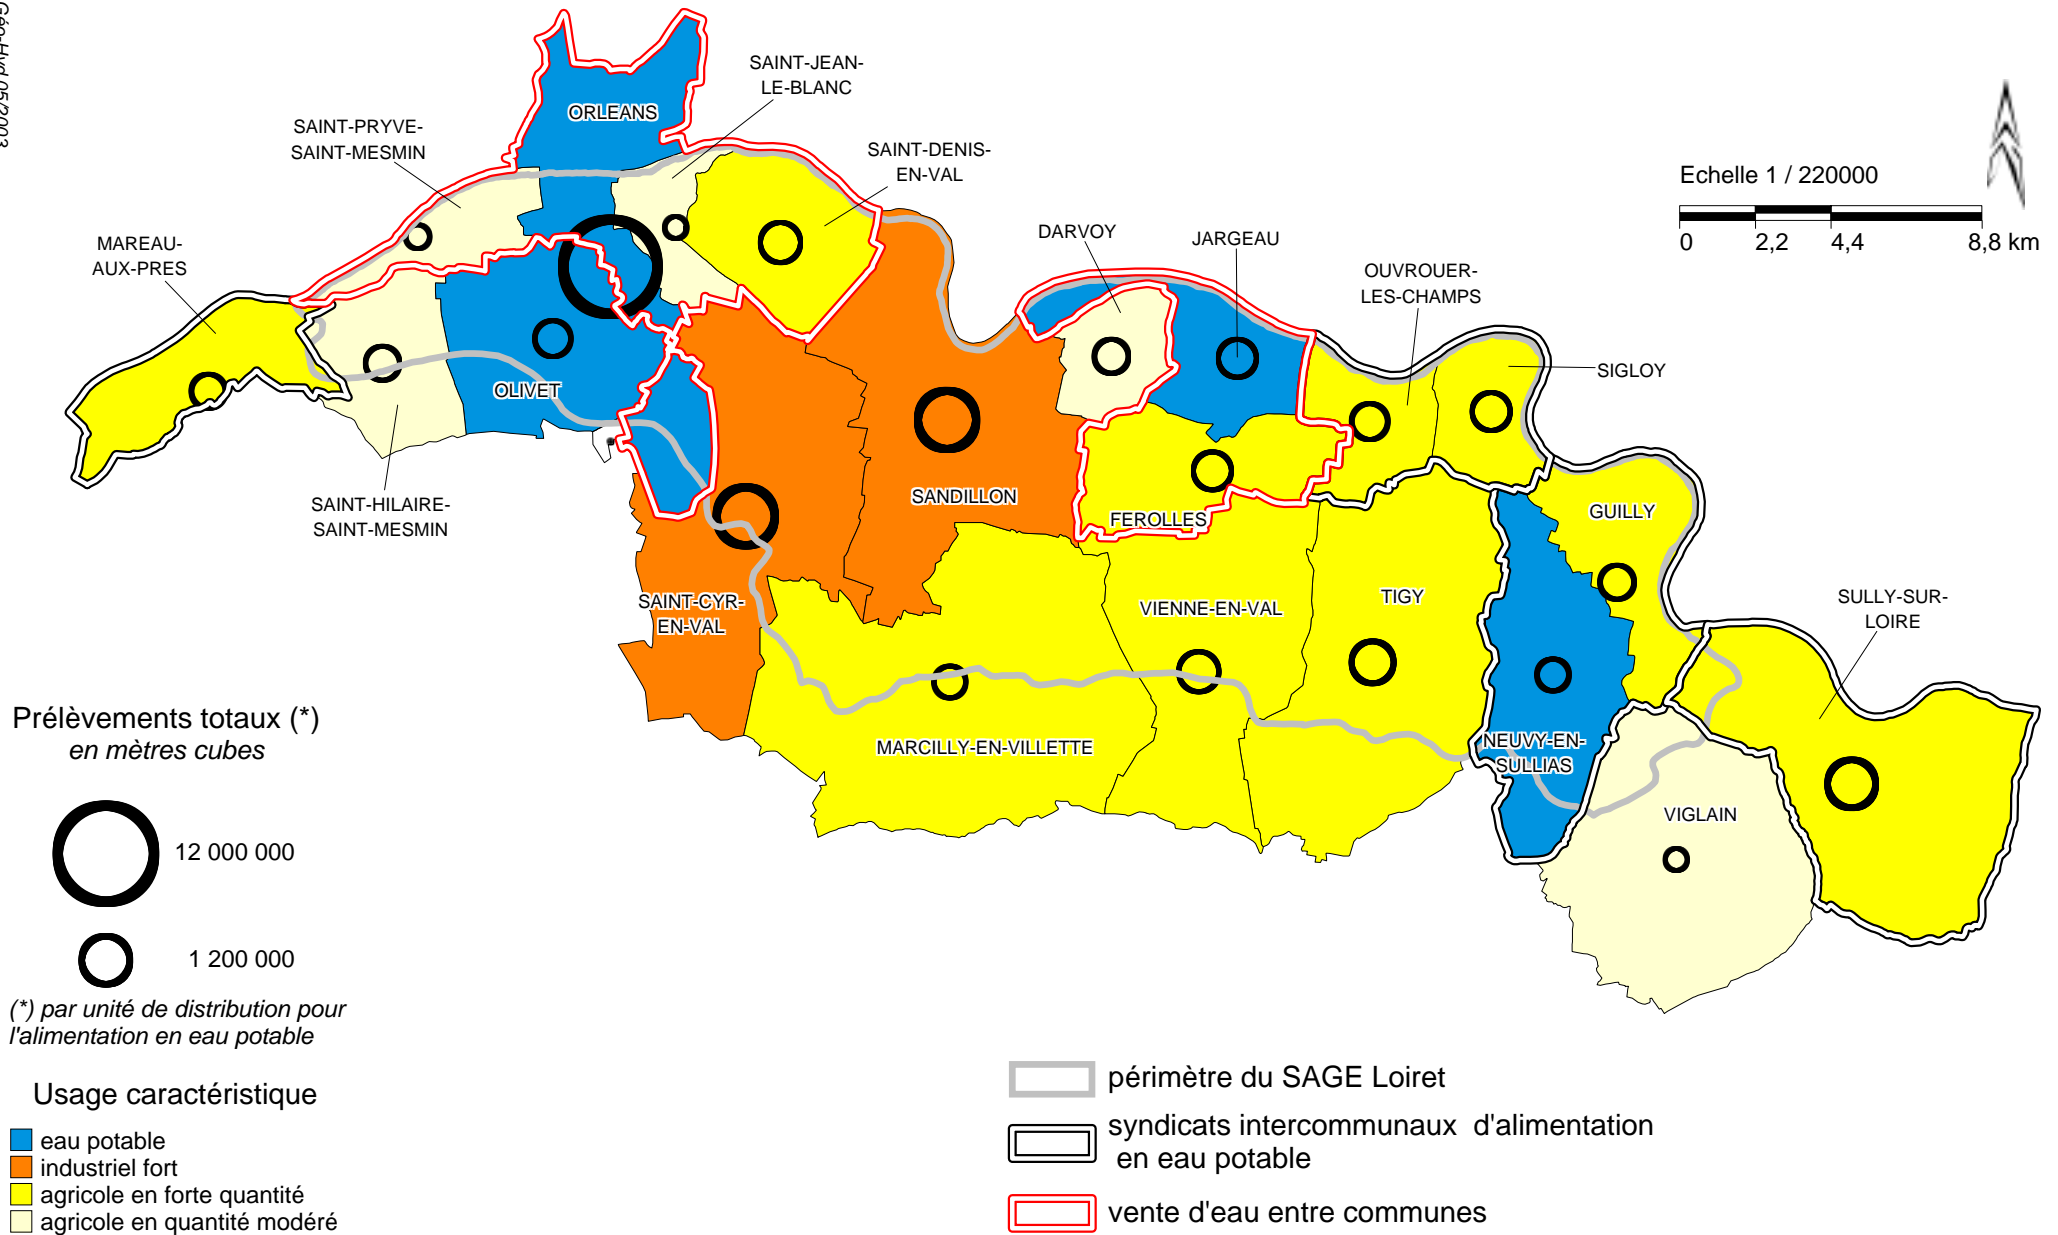 Géo-Hyd 05/2003
ORLEANS
SAINT-JEAN-
LE-BLANC
SAINT-PRYVE-
SAINT-MESMIN
SAINT-DENIS-
EN-VAL
MAREAU-
AUX-PRES
DARVOY
JARGEAU
OUVROUER-
LES-CHAMPS
SIGLOY
Echelle 1 / 220000
0 2,2 4,4 8,8 km
OLIVET
SAINT-HILAIRE-
SAINT-MESMIN
SANDILLON
FEROLLES
GUILLY
SAINT-CYR-
EN-VAL
VIENNE-EN-VAL
TIGY
SULLY-SUR-
LOIRE
MARCILLY-EN-VILLETTE
NEUVY-EN-
SULLIAS
VIGLAIN
Prélèvements totaux (*)
en mètres cubes
12 000 000
1 200 000
(*) par unité de distribution pour
l'alimentation en eau potable
Usage caractéristique
eau potable
industriel fort
agricole en forte quantité
agricole en quantité modéré
périmètre du SAGE Loiret
syndicats intercommunaux d'alimentation
en eau potable
vente d'eau entre communes